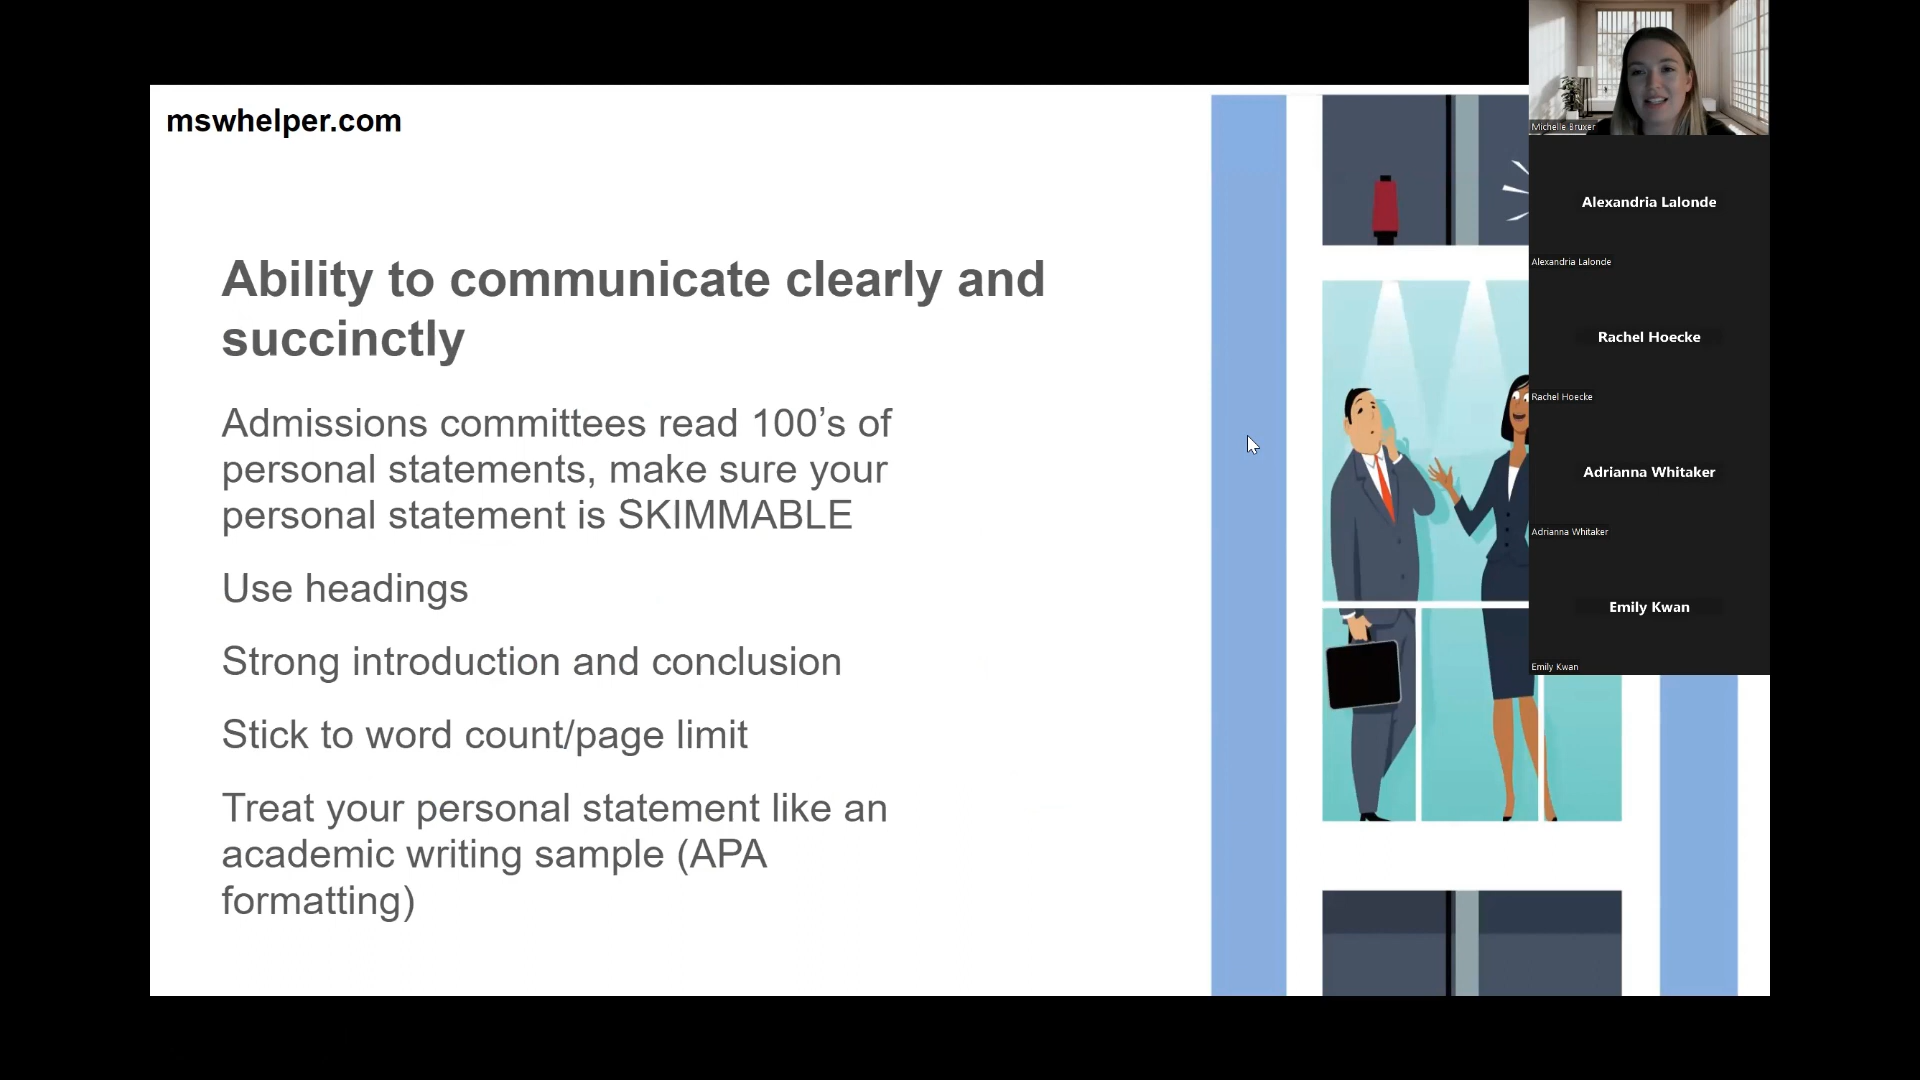 mswhelper.com
Ability to communicate clearly and
succinctly
Admissions committees read 100’s of
personal statements, make sure your
personal statement is SKIMMABLE
Use headings
Strong introduction and conclusion
Stick to word count/page limit
Treat your personal statement like an
academic writing sample (APA
formatting)
Michelle Bruxer
Alexandria Lalonde
Alexandria Lalonde
Rachel Hoecke
Rachel Hoecke
Adrianna Whitaker
Adrianna Whitaker
Emily Kwan
Emily Kwan